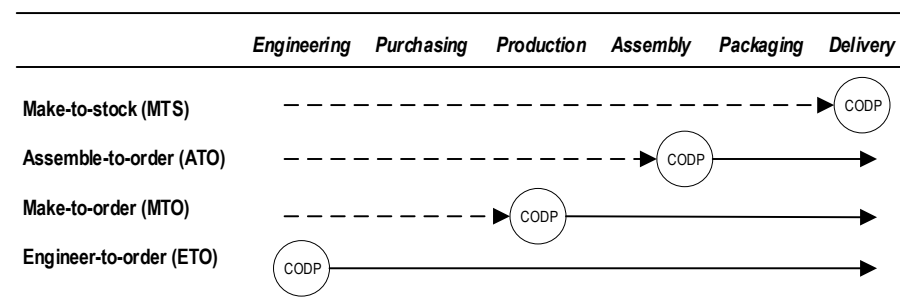 Engineering Purchasing Production Assembly Packaging Delivery
Make-to-stock (MTS) CODP
Assemble-to-order (ATO) CODP
Make-to-order (MTO) CODP
Engineer-to-order (ETO) CODP